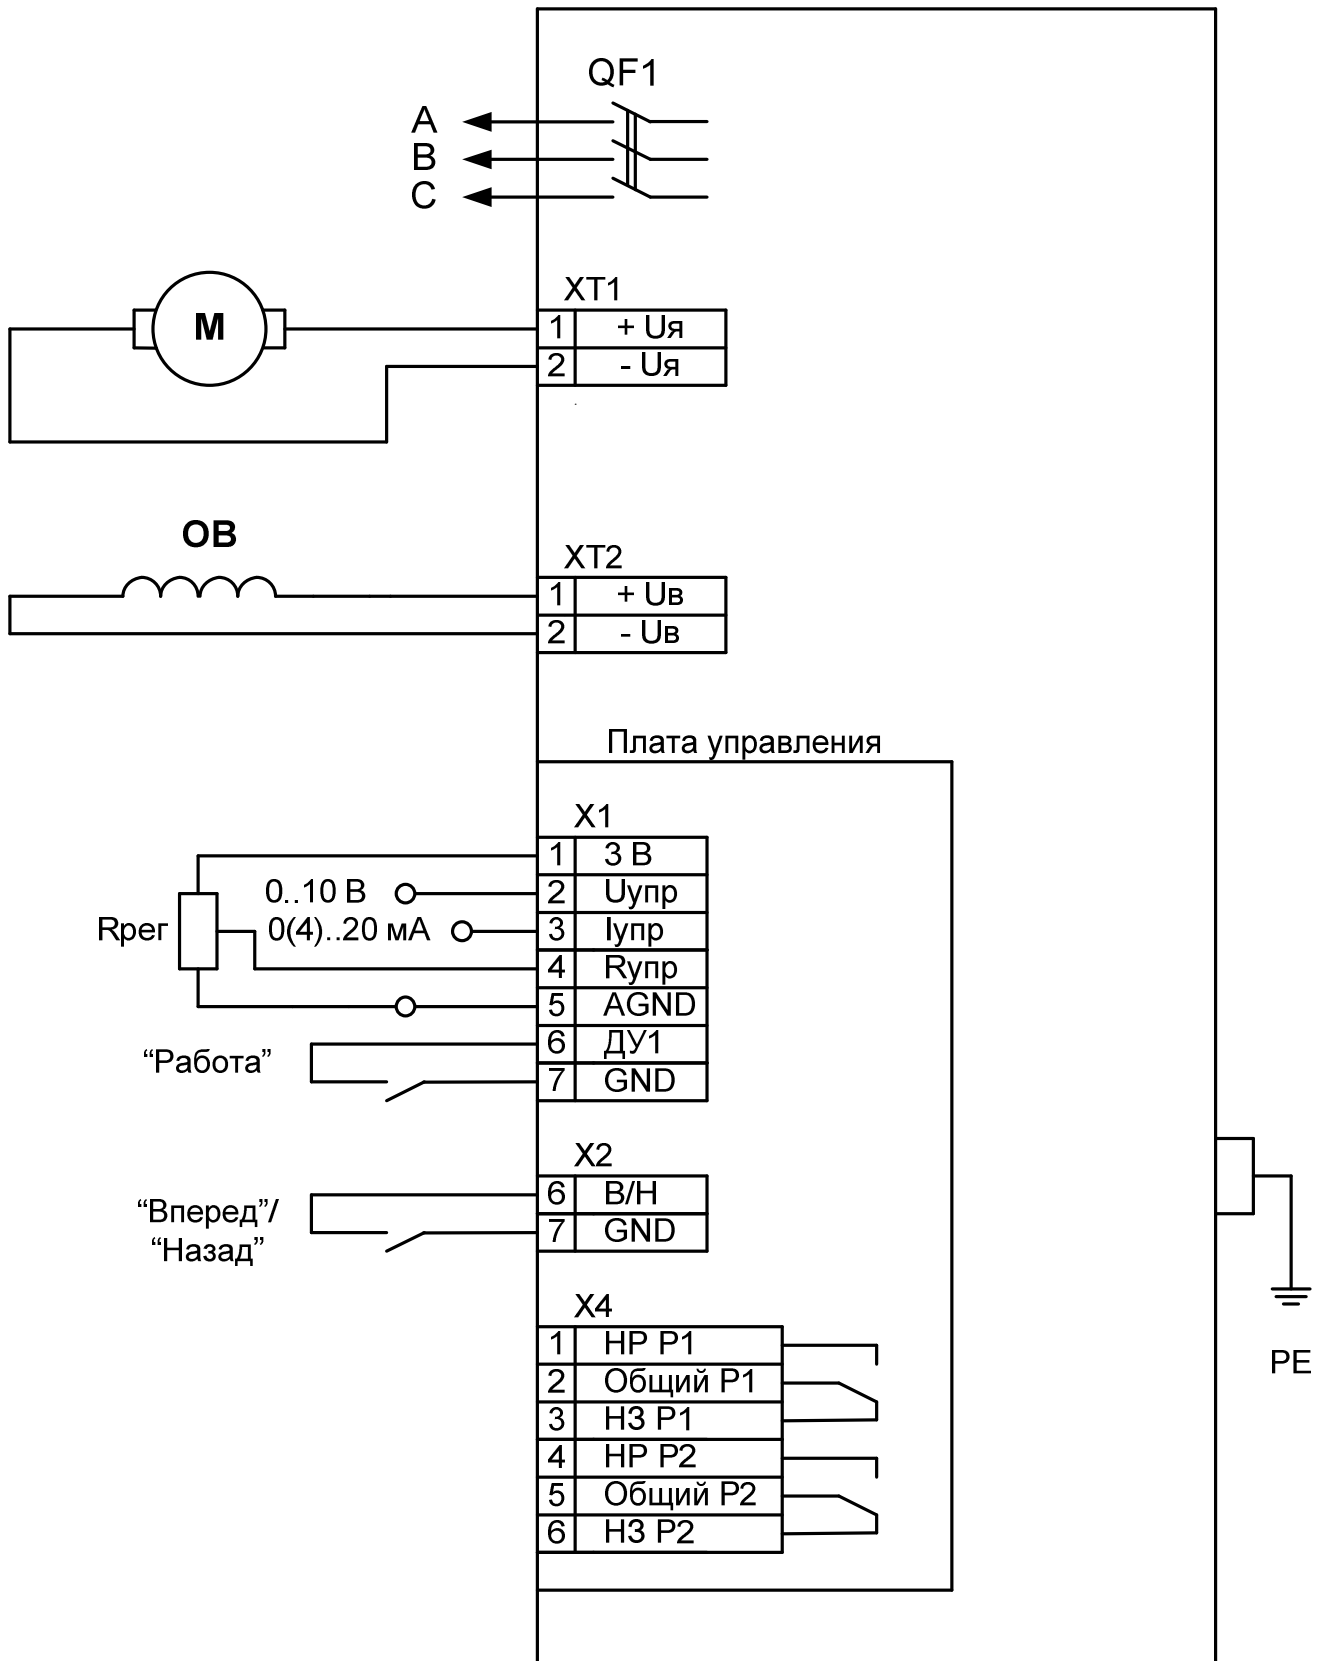 QF1
A
B
C
XT1
M
1 + Uя
2 - Uя
ОВ
XT2
1 + Uв
2 - Uв
Плата управления
X1
1 3 В
0..10 В 2 Uупр
Rрег 0(4)..20 мА 3 Iупр
4 Rупр
5 AGND
6 ДУ1
“Работа”
7 GND
X2
6 В/Н
“Вперед”/
7 GND
“Назад”
X4
1 НР Р1
PE
2 Общий Р1
3 НЗ Р1
4 НР Р2
5 Общий Р2
6 НЗ Р2